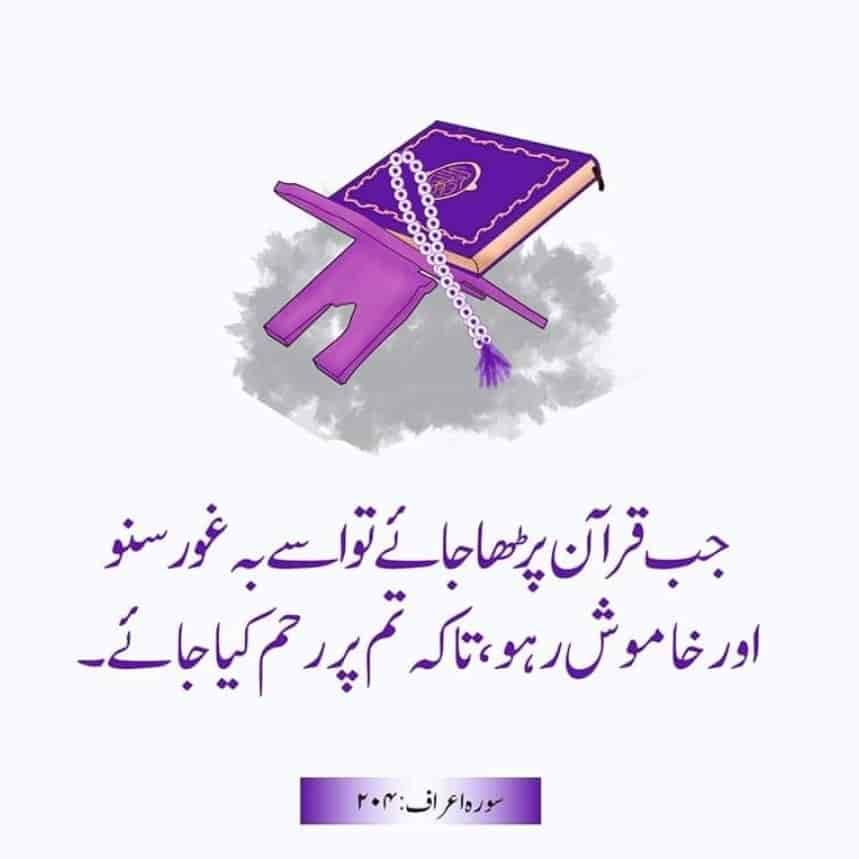 جب قرآن پڑھا جائے تو اسے بہ غور سنو
اور خاموش رہو، تاکہ تم پر رحم کیا جائے۔
سورہ اعراف: ۲۰۴